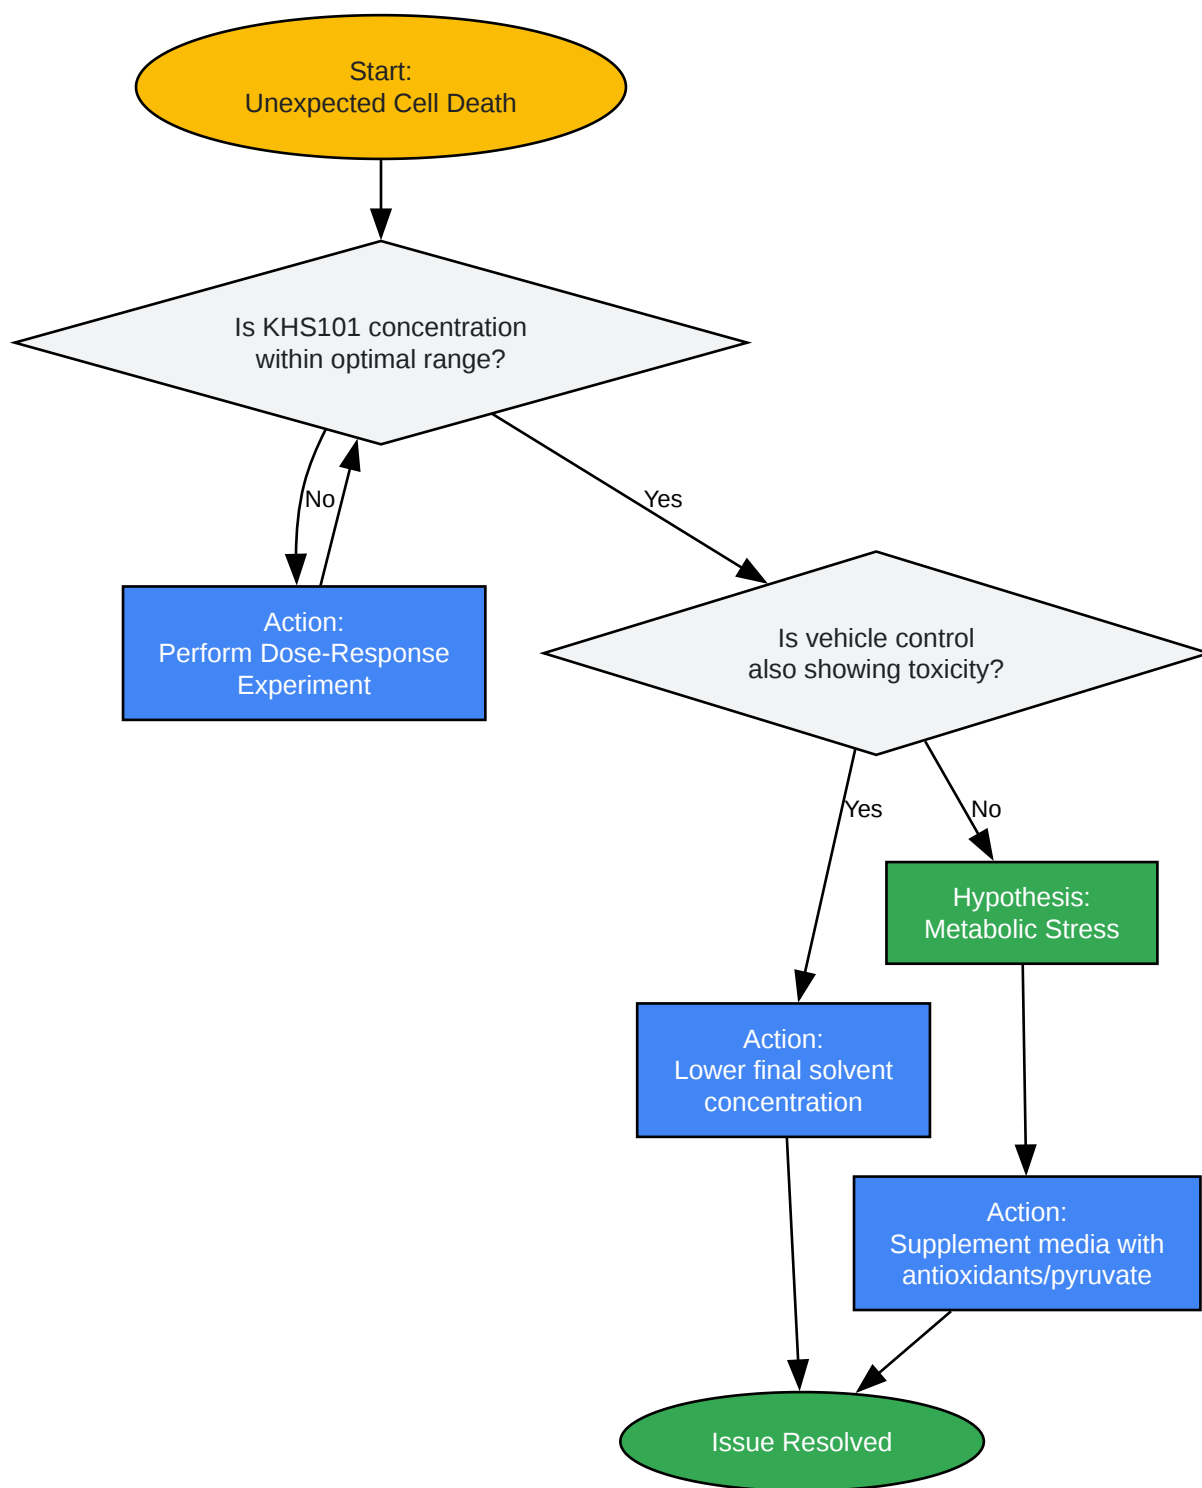 Start:
Unexpected Cell Death
Is KHS101 concentration
within optimal range?
No
Yes
Action:
Perform Dose-Response
Experiment
Is vehicle control
also showing toxicity?
Yes
No
Hypothesis:
Metabolic Stress
Action:
Lower final solvent
concentration
Action:
Supplement media with
antioxidants/pyruvate
Issue Resolved